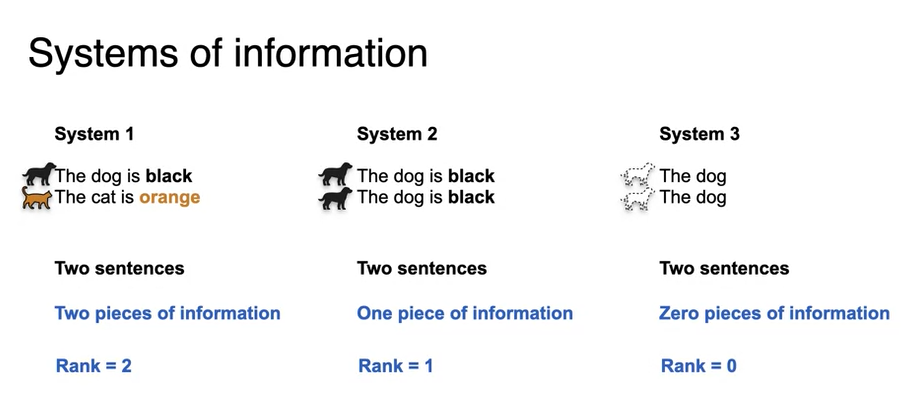 Systems of information
System 1
The dog is black
The cat is orange
Two sentences
Two pieces of information
Rank = 2
System 2
The dog is black
The dog is black
Two sentences
One piece of information
Rank = 1
System 3
The dog
The dog
Two sentences
Zero pieces of information
Rank = 0